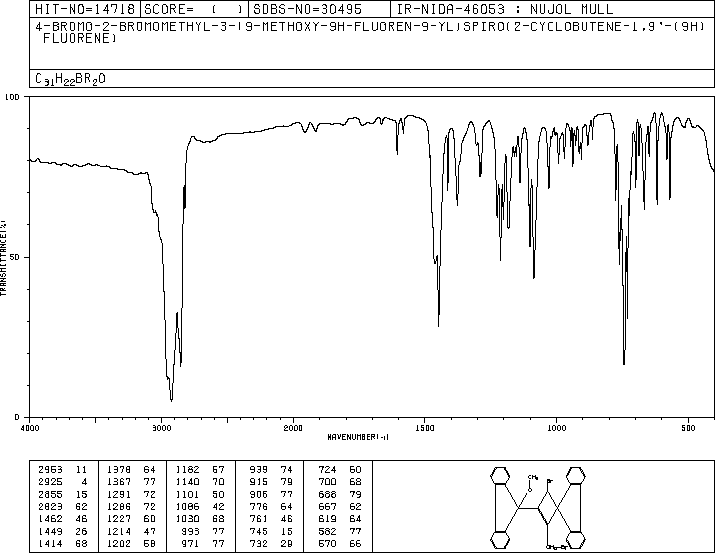 HIT-NO=14718 SCORE= ( ) SDBS-NO=30495 IR-NIDA-46053 : NUJOL MULL
4-BROMO-2-BROMOMETHYL-3-(9-METHOXY-9H-FLUOREN-9-YL)SPIRO(2-CYCLOBUTENE-1,9'-(9H)
FLUORENE)
C31H22BR2O
100
50
0
TRANSMITTANCE(%)
4000 3000 2000 1500 1000 500
WAVENUMBER(-1)
2953 11 1378 64 1182 57 939 74 724 60
2925 4 1367 77 1140 70 915 79 700 68
2855 15 1291 72 1101 50 906 77 688 79
2823 62 1286 72 1086 42 776 64 667 62
1462 46 1227 60 1030 68 761 46 619 64
1449 26 1214 47 993 77 745 15 582 77
1414 68 1202 58 971 77 732 29 570 66
CH3
O
Br